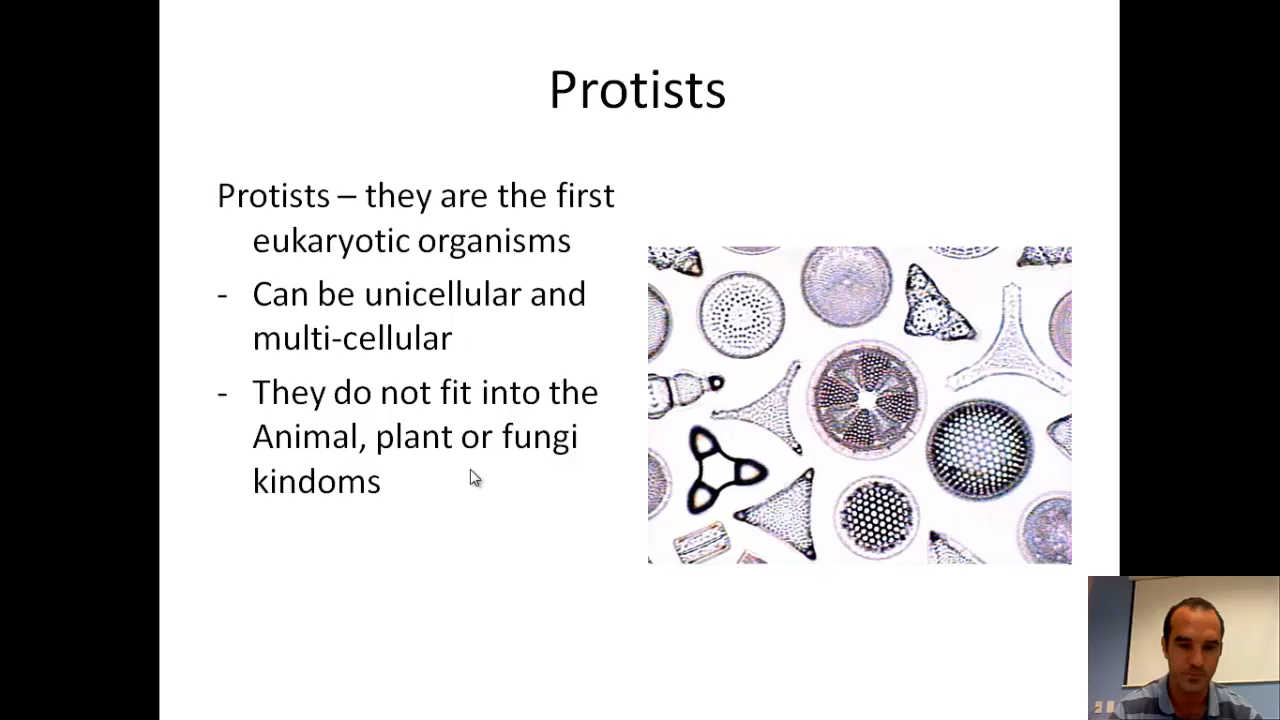 Protists
Protists – they are the first
eukaryotic organisms
- Can be unicellular and
multi-cellular
- They do not fit into the
Animal, plant or fungi
kindoms